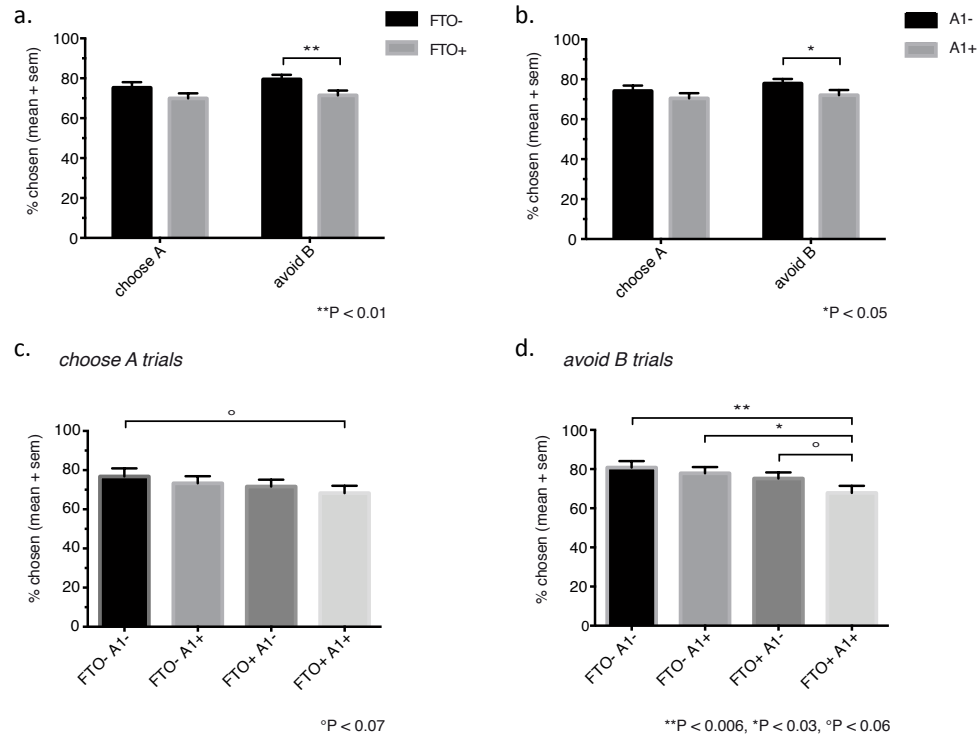 a.
FTO-
FTO+
% chosen (mean + sem)
100
80
60
40
20
0
**
choose A
avoid B
**P < 0.01
b.
A1-
A1+
% chosen (mean + sem)
100
80
60
40
20
0
*
choose A
avoid B
*P < 0.05
c.
choose A trials
% chosen (mean + sem)
100
80
60
40
20
0
°
FTO- A1-
FTO- A1+
FTO+ A1-
FTO+ A1+
°P < 0.07
d.
avoid B trials
% chosen (mean + sem)
100
80
60
40
20
0
**
*
°
FTO- A1-
FTO- A1+
FTO+ A1-
FTO+ A1+
**P < 0.006, *P < 0.03, °P < 0.06